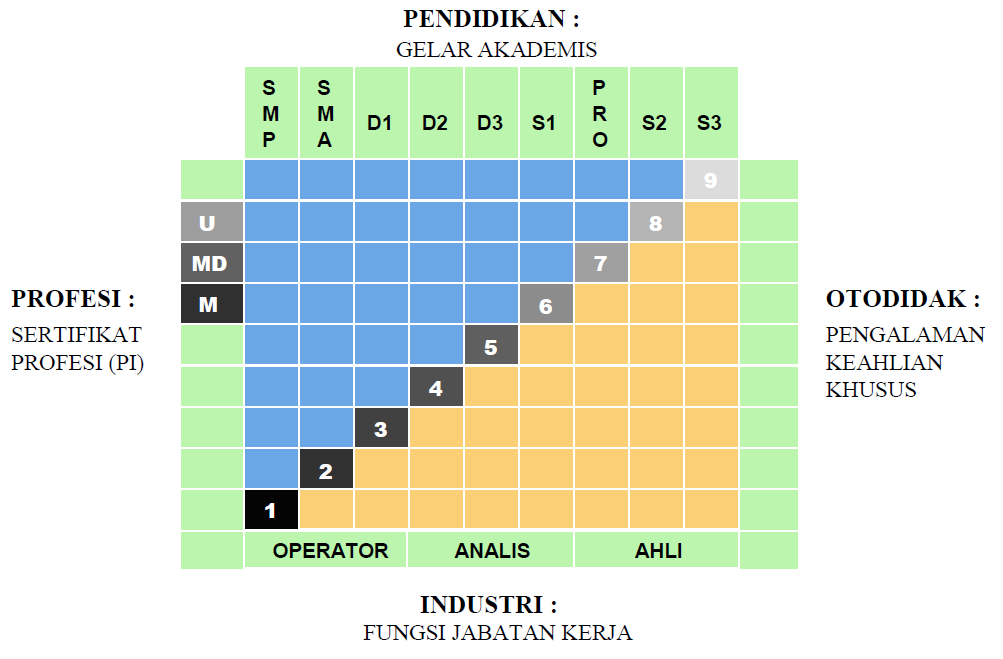 PENDIDIKAN :
GELAR AKADEMIS
SMP SMA D1 D2 D3 S1 PRO S2 S3
9
U 8
MD 7
M 6
5
4
3
2
1
OPERATOR ANALIS AHLI
PROFESI :
SERTIFIKAT
PROFESI (PI)
OTODIDAK :
PENGALAMAN
KEAHLIAN
KHUSUS
INDUSTRI :
FUNGSI JABATAN KERJA